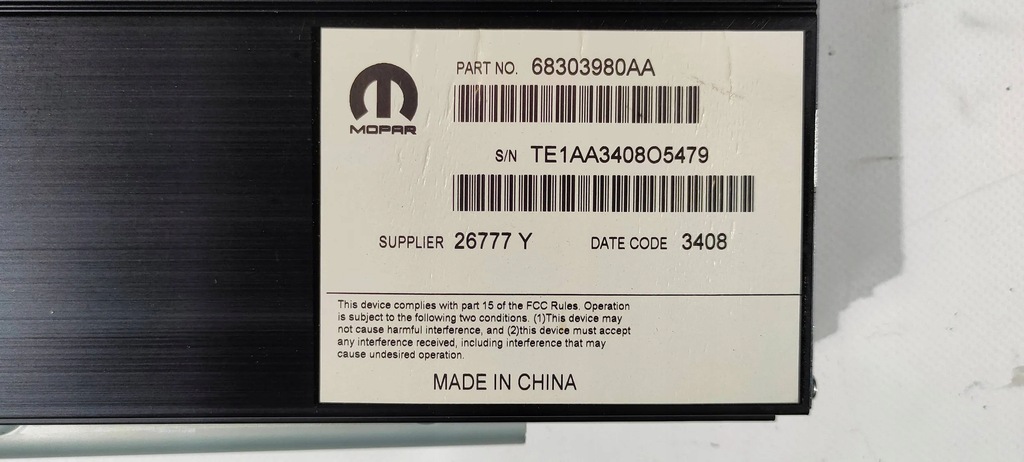 MOPAR
PART NO. 68303980AA
S/N TE1AA3408O5479
SUPPLIER 26777 Y DATE CODE 3408
This device complies with part 15 of the FCC Rules. Operation
is subject to the following two conditions. (1)This device may
not cause harmful interference, and (2)this device must accept
any interference received, including interference that may
cause undesired operation.
MADE IN CHINA